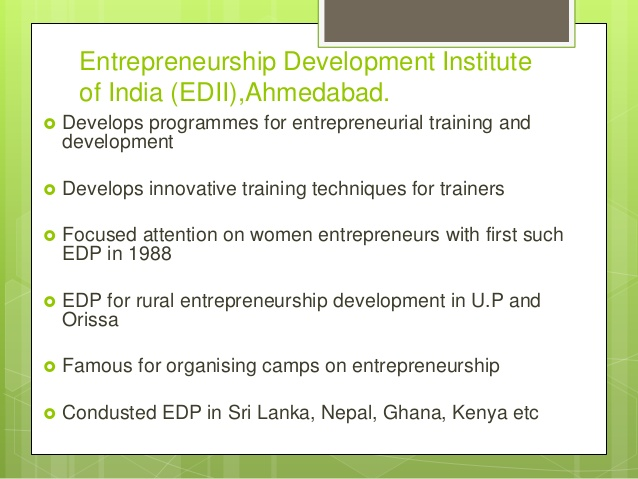 Entrepreneurship Development Institute
of India (EDII),Ahmedabad.
Develops programmes for entrepreneurial training and
development
Develops innovative training techniques for trainers
Focused attention on women entrepreneurs with first such
EDP in 1988
EDP for rural entrepreneurship development in U.P and
Orissa
Famous for organising camps on entrepreneurship
Condusted EDP in Sri Lanka, Nepal, Ghana, Kenya etc